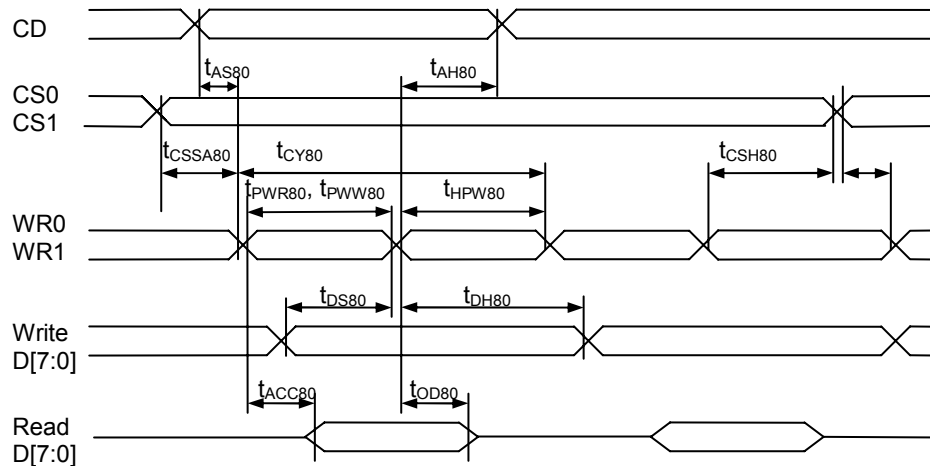 CD
tAS80 tAH80
CS0
CS1
tCSSA80 tCY80 tCSH80
tPWR80, tPWW80 tHPW80
WR0
WR1
tDS80 tDH80
Write
D[7:0]
tACC80 tOD80
Read
D[7:0]